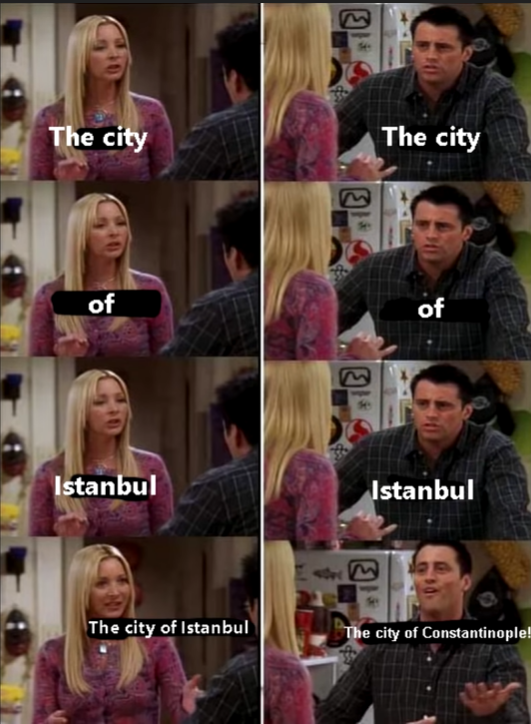 The city
The city
of
of
Istanbul
Istanbul
The city of Istanbul
The city of Constantinople!